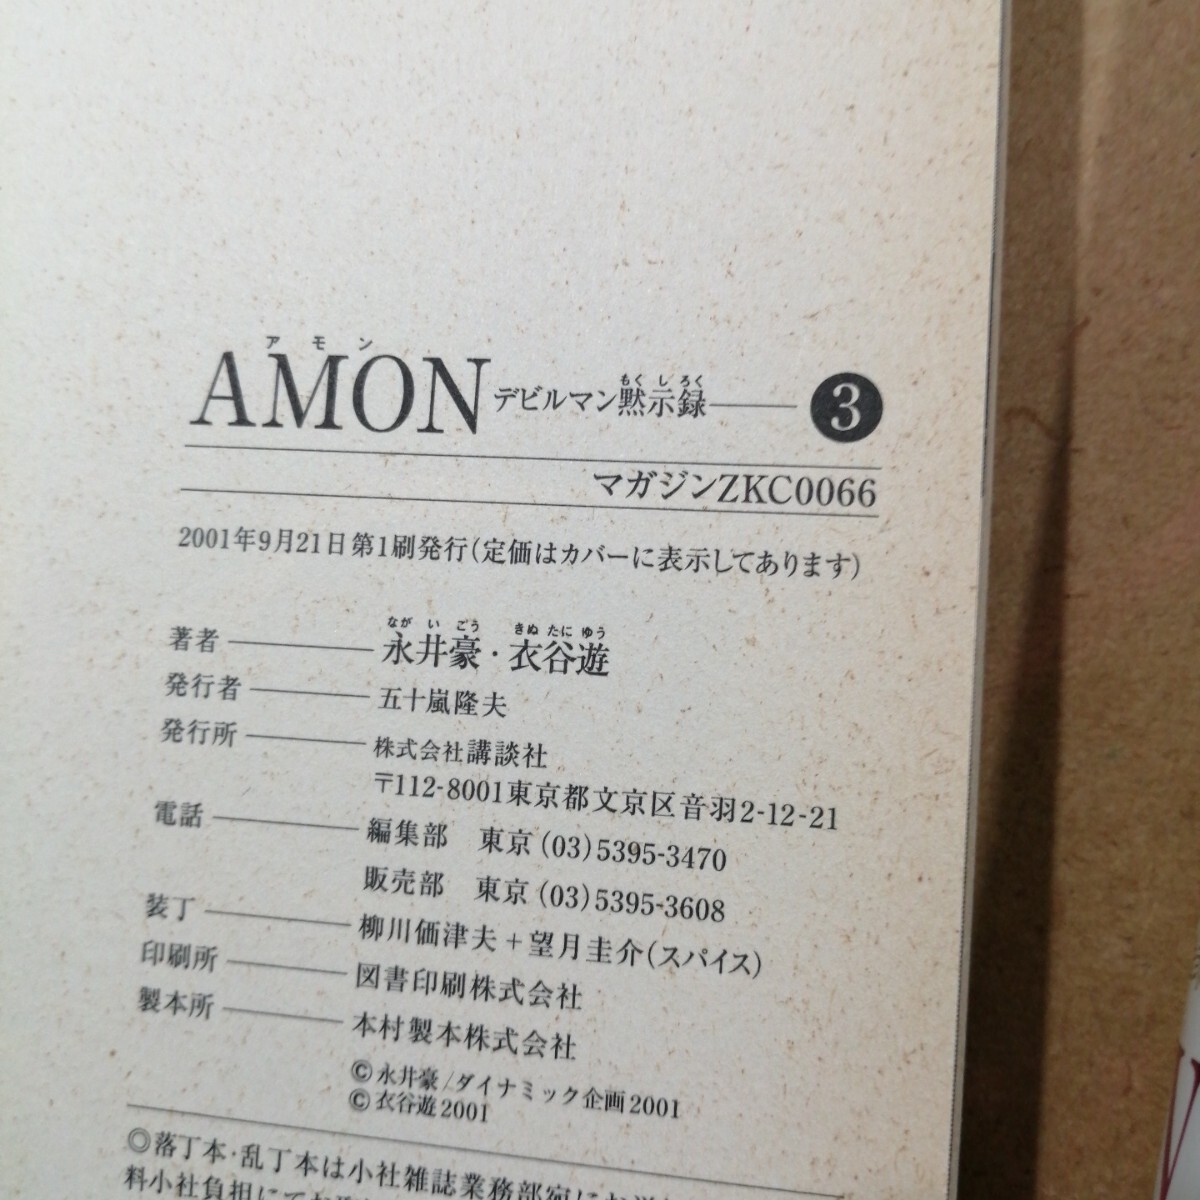 アモン
AMON デビルマン黙示録 ——— 3
もくしろく
マガジンZKC0066
2001年9月21日第1刷発行(定価はカバーに表示してあります)
ながいごう きぬたにゆう
著者 ——— 永井豪・衣谷遊
発行者 ——— 五十嵐隆夫
発行所 ——— 株式会社講談社
〒112-8001東京都文京区音羽2-12-21
電話 ——— 編集部 東京(03)5395-3470
販売部 東京(03)5395-3608
装丁 ——— 柳川価津夫+望月圭介(スパイス)
印刷所 ——— 図書印刷株式会社
製本所 ——— 本村製本株式会社
©永井豪/ダイナミック企画2001
©衣谷遊2001
◎落丁本・乱丁本は小社雑誌業務部宛にお
料小社負担にてお